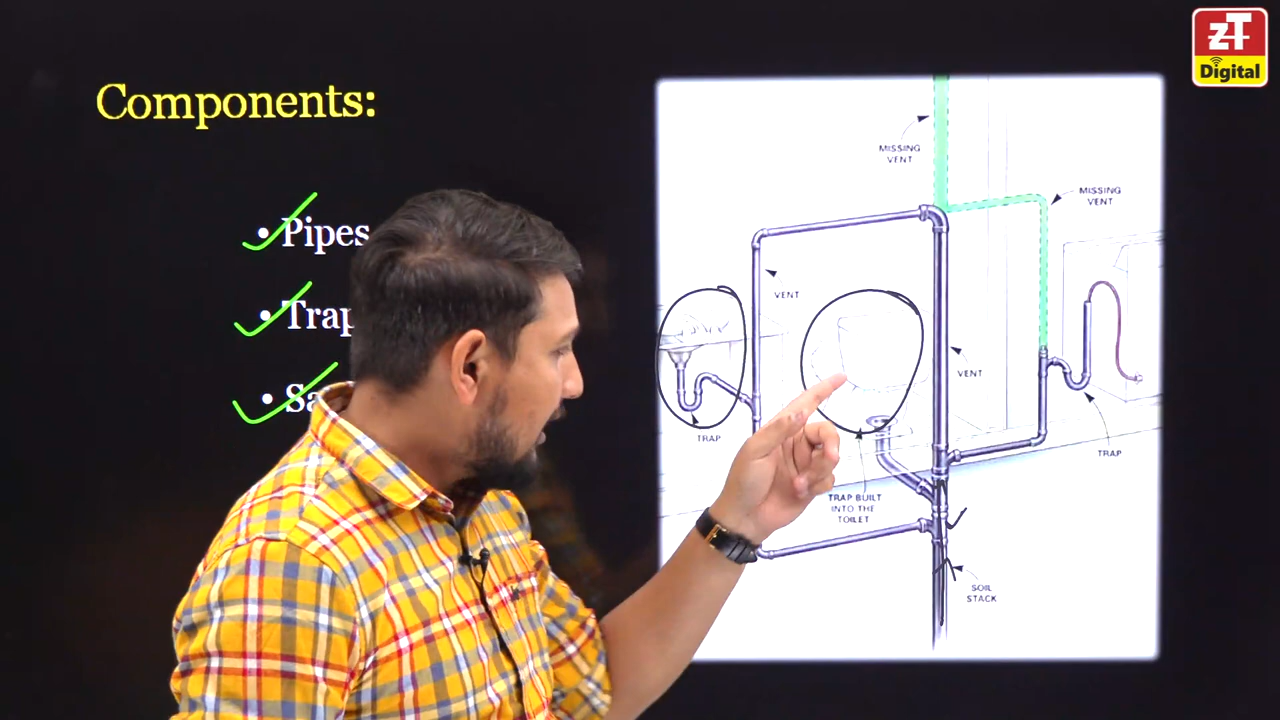 zT
Digital
Components:
• Pipes
• Trap
• Sa
MISSING
VENT
MISSING
VENT
VENT
VENT
TRAP
TRAP
TRAP BUILT
INTO THE
TOILET
SOIL
STACK